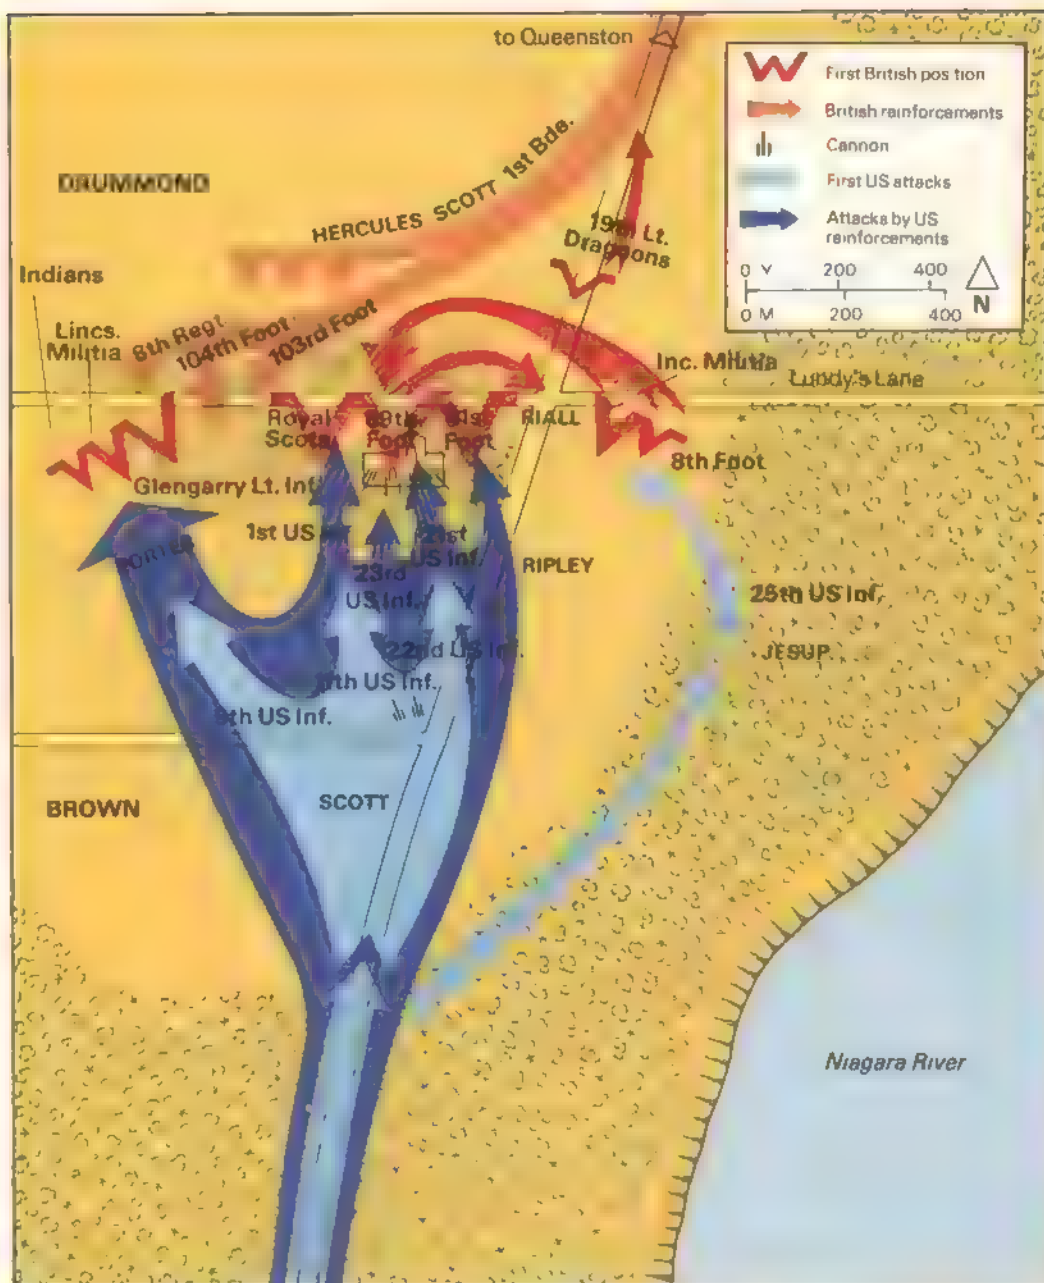 to Queenston
First British position
British reinforcements
Cannon
First US attacks
Attacks by US
reinforcements
0 Y 200 400
0 M 200 400
N
DRUMMOND
HERCULES SCOTT 1st Bde.
19th Lt.
Dragoons
Indians
Lincs.
Militia
8th Regt.
104th Foot
103rd Foot
Inc. Militia
Lundy's Lane
Royal
Scots
89th
Foot
41st
Foot
RIALL
8th Foot
Glengarry Lt. Inf.
1st US
21st
US Inf.
PORTER
23rd
US Inf.
RIPLEY
25th US Inf.
22nd US Inf.
JESUP
11th US Inf.
9th US Inf.
BROWN
SCOTT
Niagara River